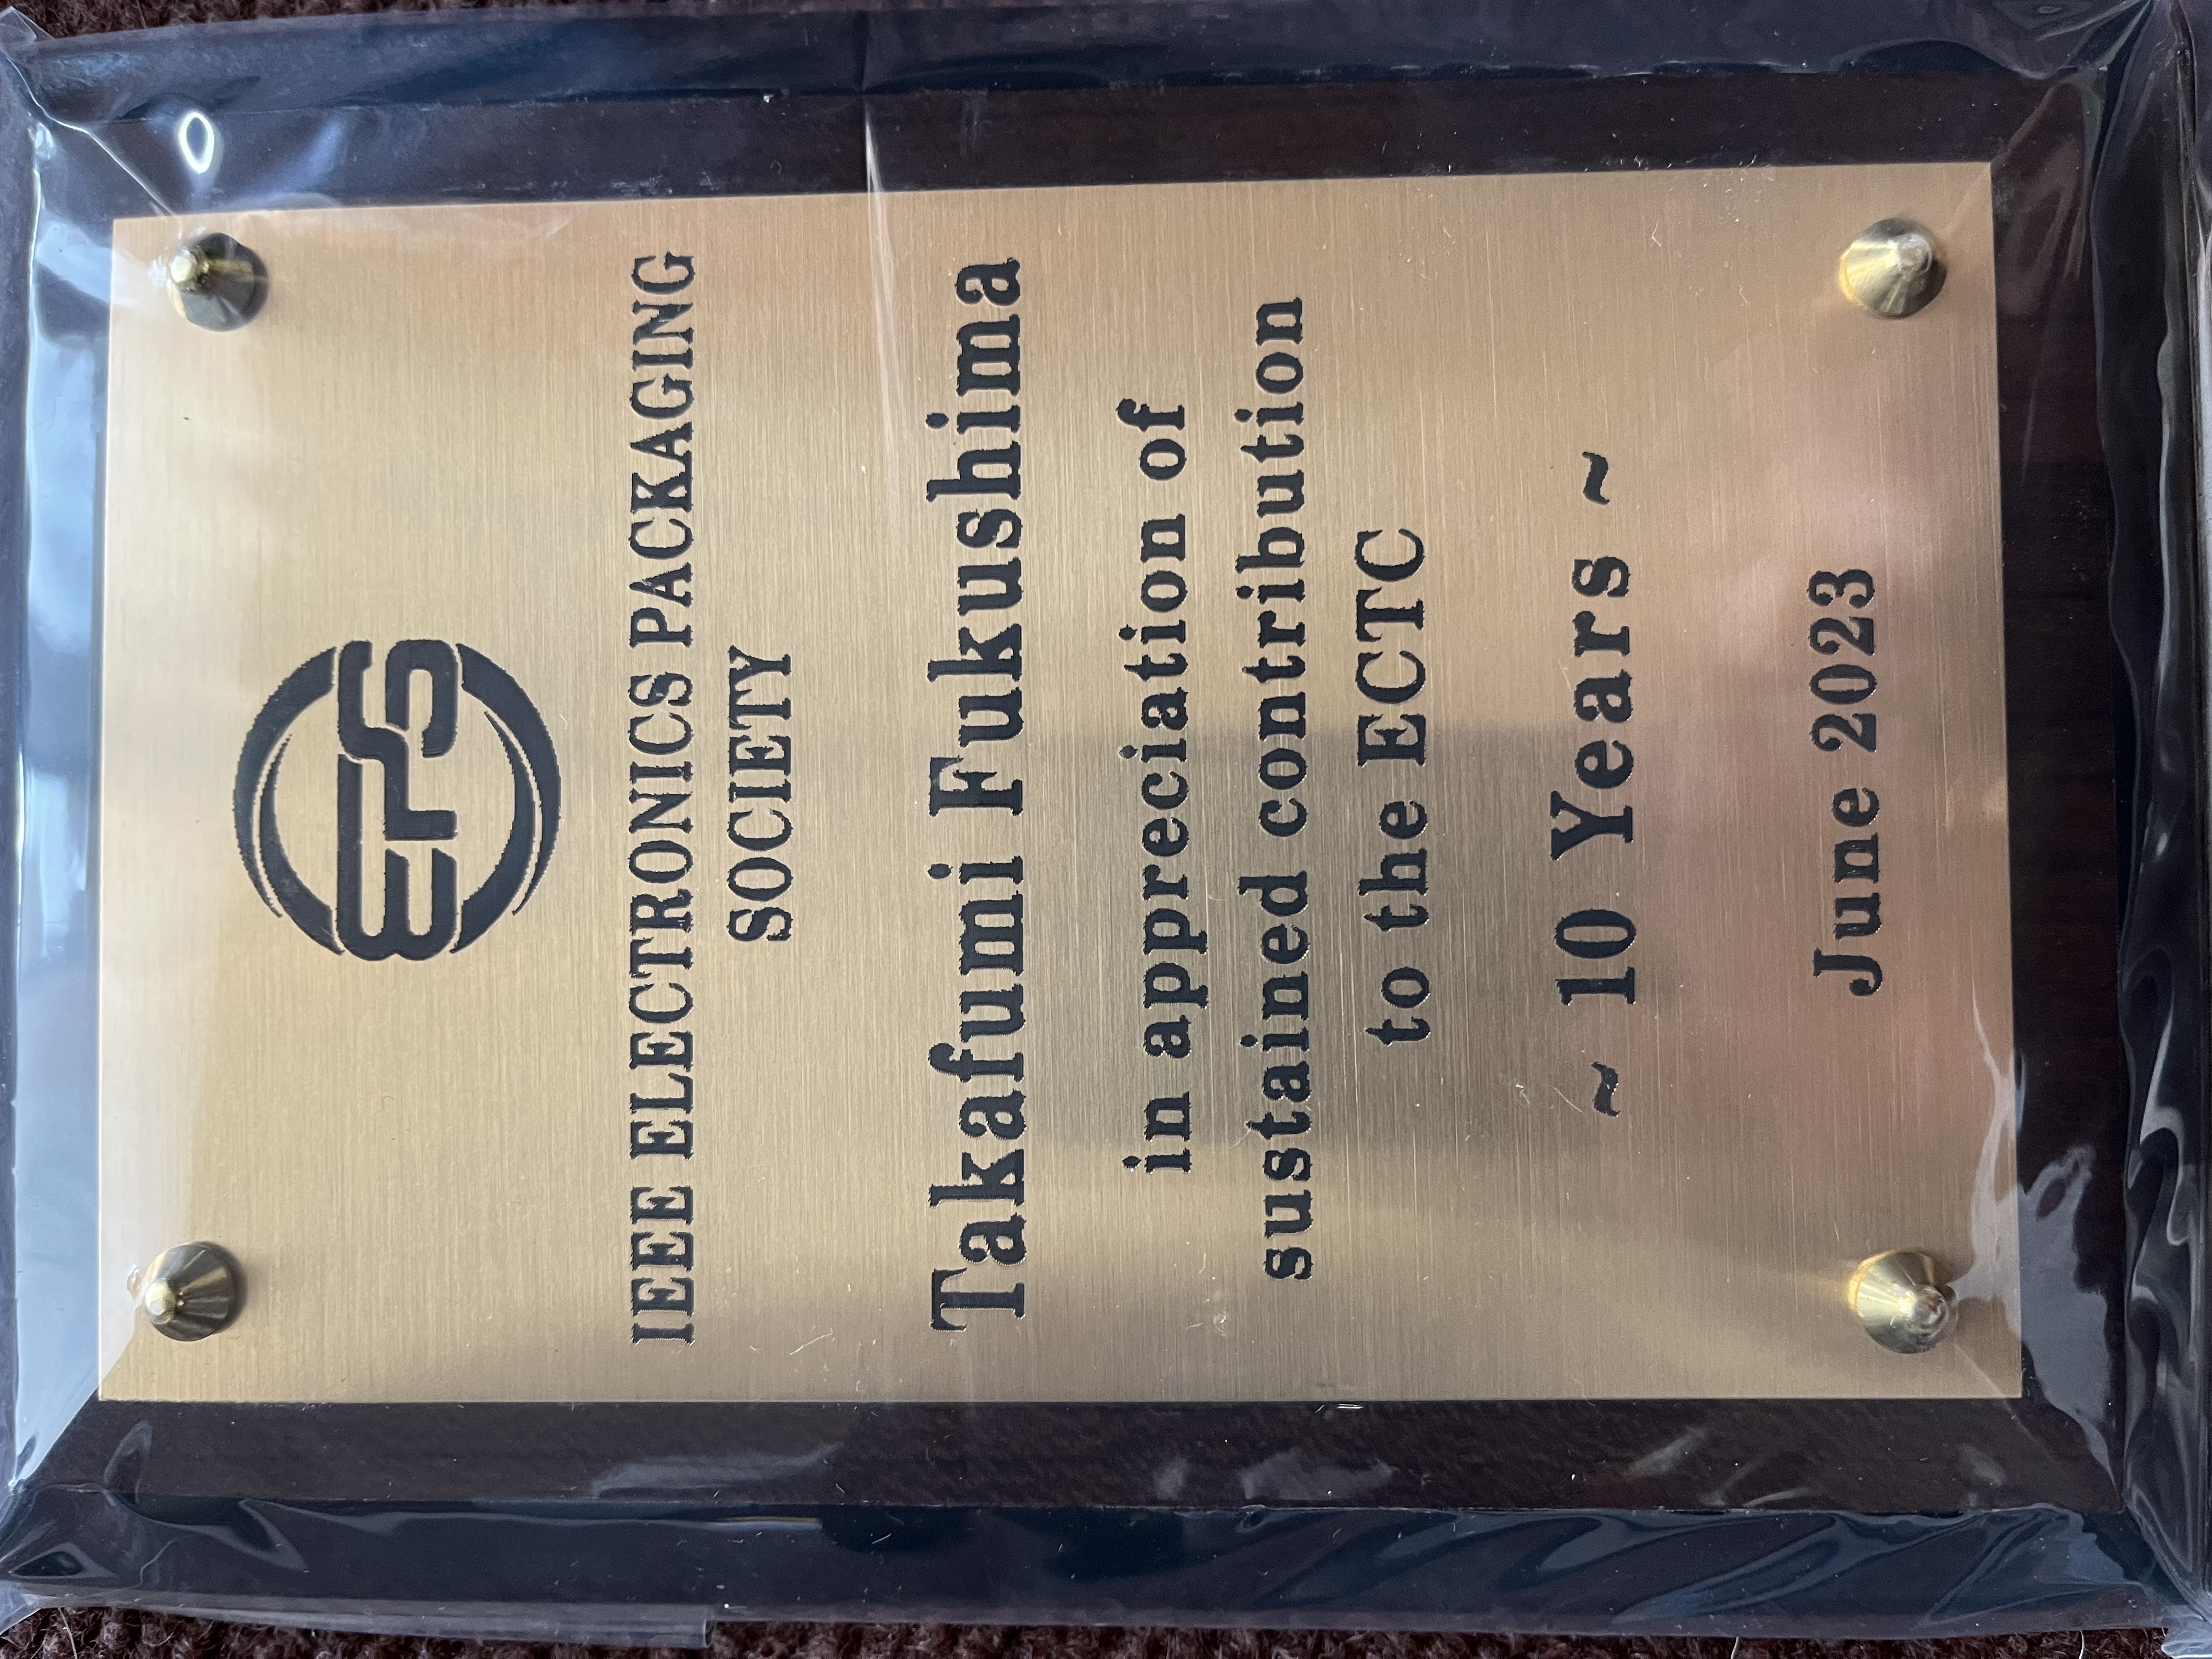 EPS
IEEE ELECTRONICS PACKAGING
SOCIETY
Takafumi Fukushima
in appreciation of
sustained contribution
to the ECTC
~ 10 Years ~
June 2023